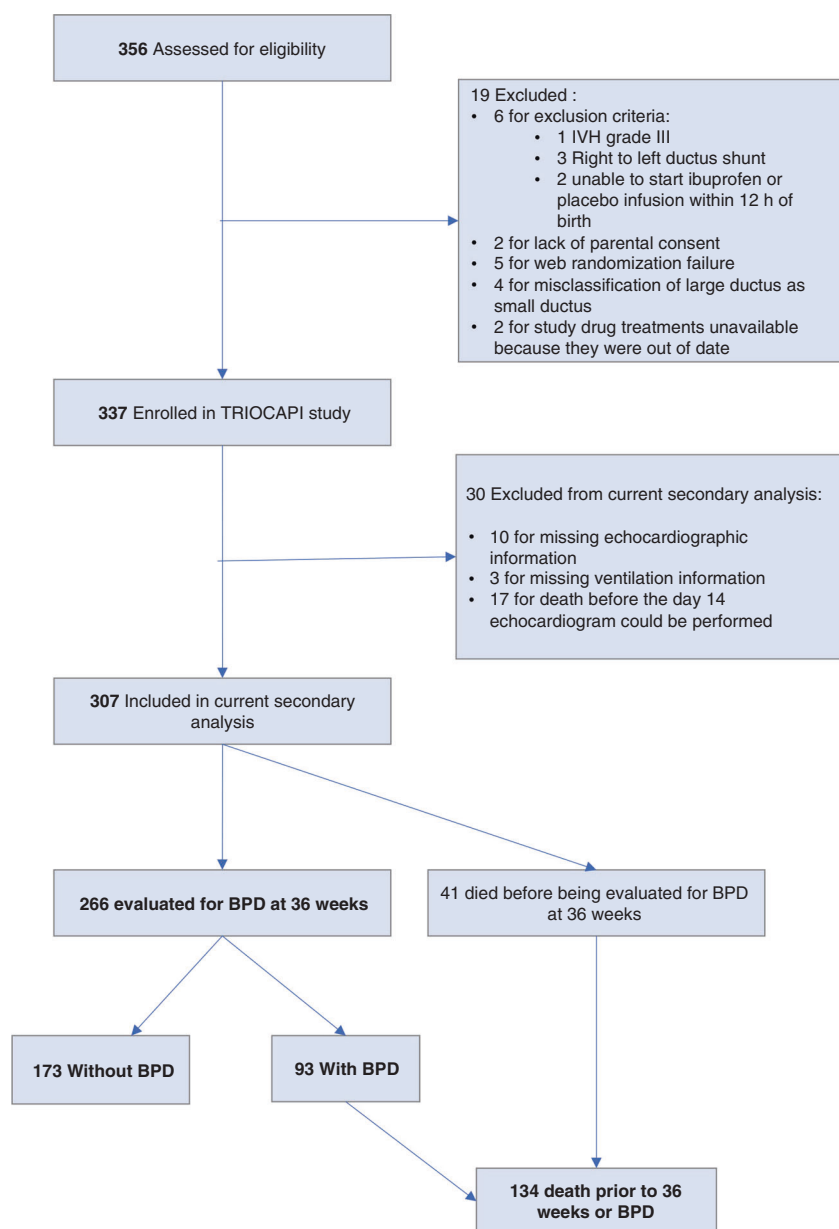 356 Assessed for eligibility
19 Excluded :
• 6 for exclusion criteria:
• 1 IVH grade III
• 3 Right to left ductus shunt
• 2 unable to start ibuprofen or
placebo infusion within 12 h of
birth
• 2 for lack of parental consent
• 5 for web randomization failure
• 4 for misclassification of large ductus as
small ductus
• 2 for study drug treatments unavailable
because they were out of date
337 Enrolled in TRIOCAPI study
30 Excluded from current secondary analysis:
• 10 for missing echocardiographic
information
• 3 for missing ventilation information
• 17 for death before the day 14
echocardiogram could be performed
307 Included in current secondary
analysis
266 evaluated for BPD at 36 weeks
41 died before being evaluated for BPD
at 36 weeks
173 Without BPD
93 With BPD
134 death prior to 36
weeks or BPD